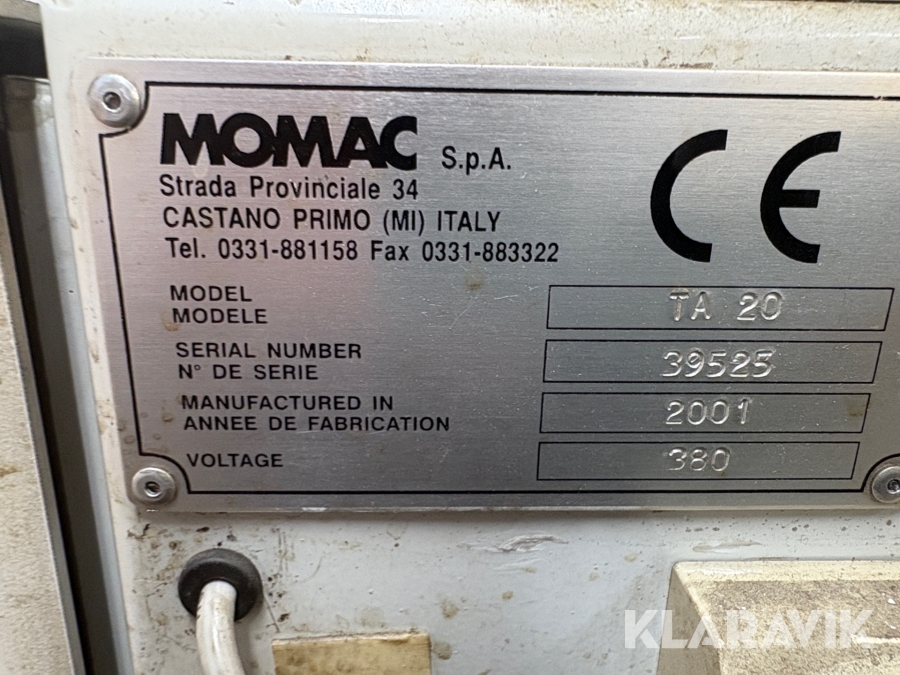 MOMAC S.p.A.
Strada Provinciale 34
CASTANO PRIMO (MI) ITALY
Tel. 0331-881158 Fax 0331-883322
CE
MODEL
MODELE
TA 20
SERIAL NUMBER
N° DE SERIE
39525
MANUFACTURED IN
ANNEE DE FABRICATION
2001
VOLTAGE
380
KLARAVIK